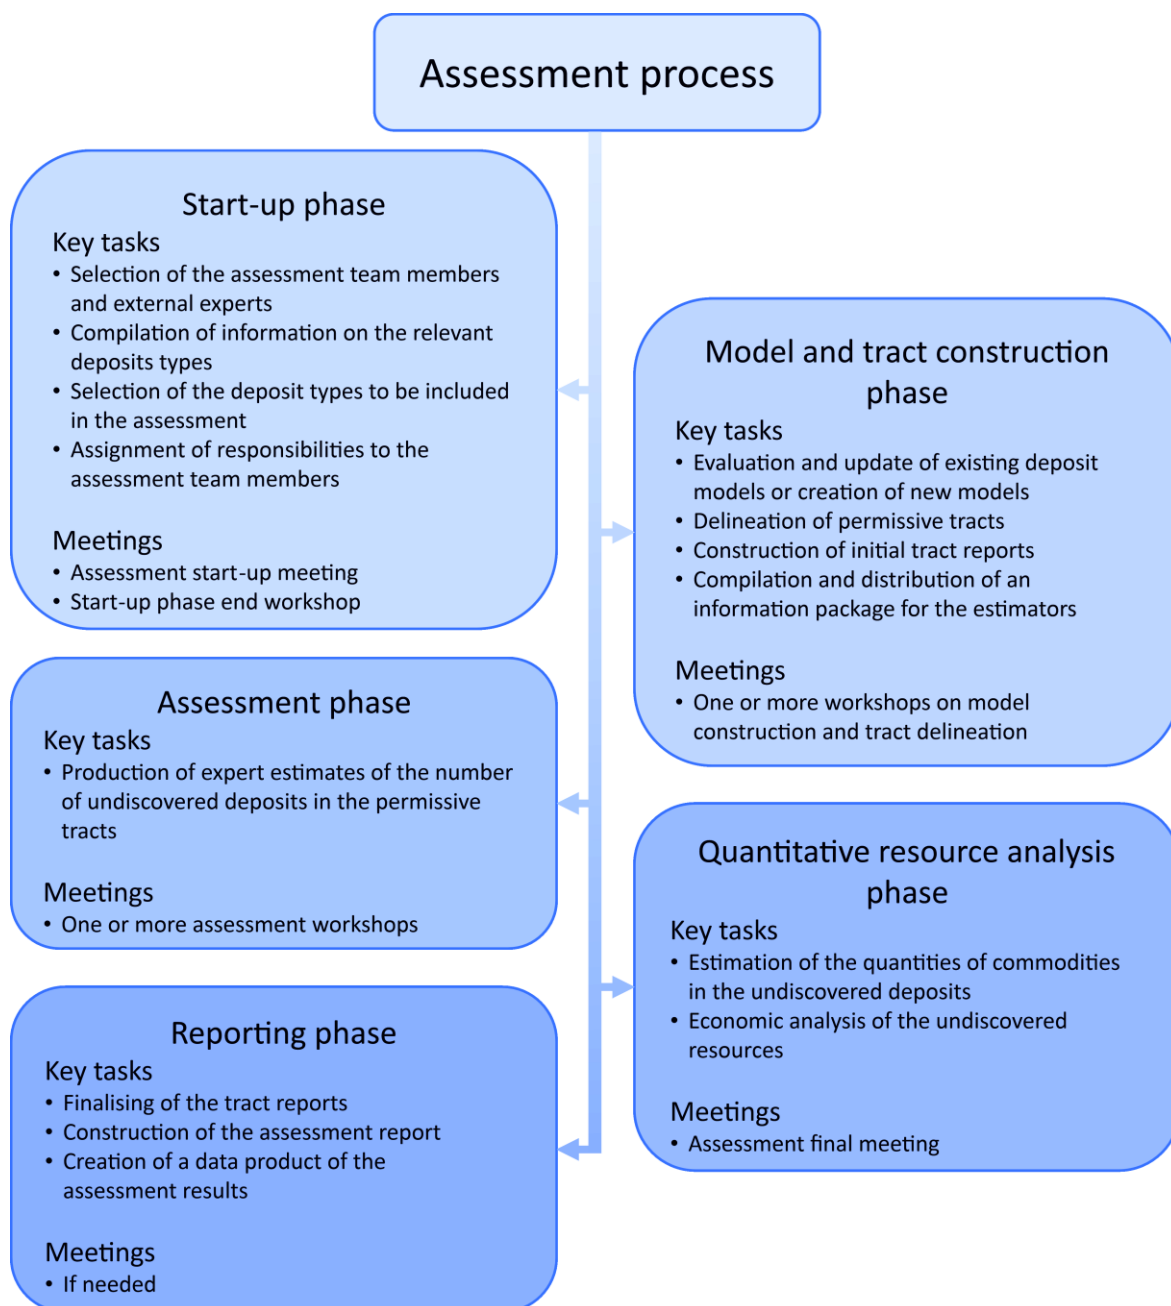 Assessment process
Start-up phase
Key tasks
• Selection of the assessment team members
and external experts
• Compilation of information on the relevant
deposits types
• Selection of the deposit types to be included
in the assessment
• Assignment of responsibilities to the
assessment team members
Meetings
• Assessment start-up meeting
• Start-up phase end workshop
Model and tract construction
phase
Key tasks
• Evaluation and update of existing deposit
models or creation of new models
• Delineation of permissive tracts
• Construction of initial tract reports
• Compilation and distribution of an
information package for the estimators
Meetings
• One or more workshops on model
construction and tract delineation
Assessment phase
Key tasks
• Production of expert estimates of the number
of undiscovered deposits in the permissive
tracts
Meetings
• One or more assessment workshops
Quantitative resource analysis
phase
Key tasks
• Estimation of the quantities of commodities
in the undiscovered deposits
• Economic analysis of the undiscovered
resources
Meetings
• Assessment final meeting
Reporting phase
Key tasks
• Finalising of the tract reports
• Construction of the assessment report
• Creation of a data product of the
assessment results
Meetings
• If needed